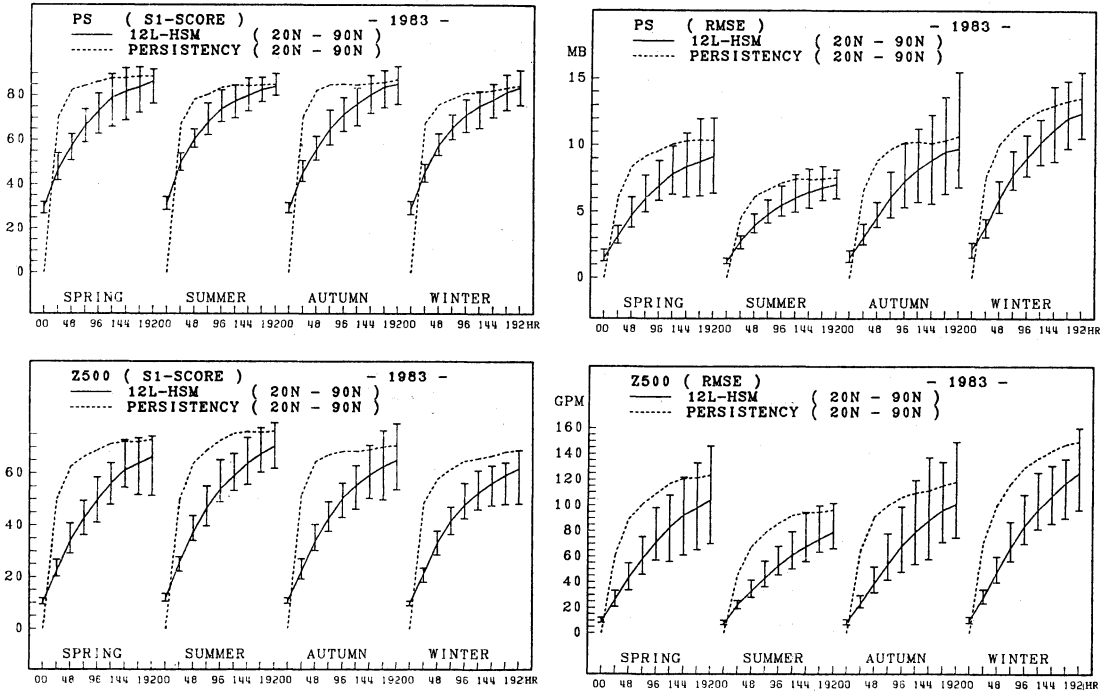 PS ( S1-SCORE ) - 1983 -
12L-HSM ( 20N - 90N )
PERSISTENCY ( 20N - 90N )
80
60
40
20
0
SPRING SUMMER AUTUMN WINTER
00 48 96 144 19200 48 96 144 19200 48 96 144 19200 48 96 144 192HR
PS ( RMSE ) - 1983 -
12L-HSM ( 20N - 90N )
PERSISTENCY ( 20N - 90N )
MB
15
10
5
0
SPRING SUMMER AUTUMN WINTER
00 48 96 144 19200 48 96 144 19200 48 96 144 19200 48 96 144 192HR
Z500 ( S1-SCORE ) - 1983 -
12L-HSM ( 20N - 90N )
PERSISTENCY ( 20N - 90N )
60
40
20
0
SPRING SUMMER AUTUMN WINTER
00 48 96 144 19200 48 96 144 19200 48 96 144 19200 48 96 144 192HR
Z500 ( RMSE ) - 1983 -
12L-HSM ( 20N - 90N )
PERSISTENCY ( 20N - 90N )
GPM
160
140
120
100
80
60
40
20
0
SPRING SUMMER AUTUMN WINTER
00 48 96 144 19200 48 96 144 19200 48 96 144 19200 48 96 144 192HR